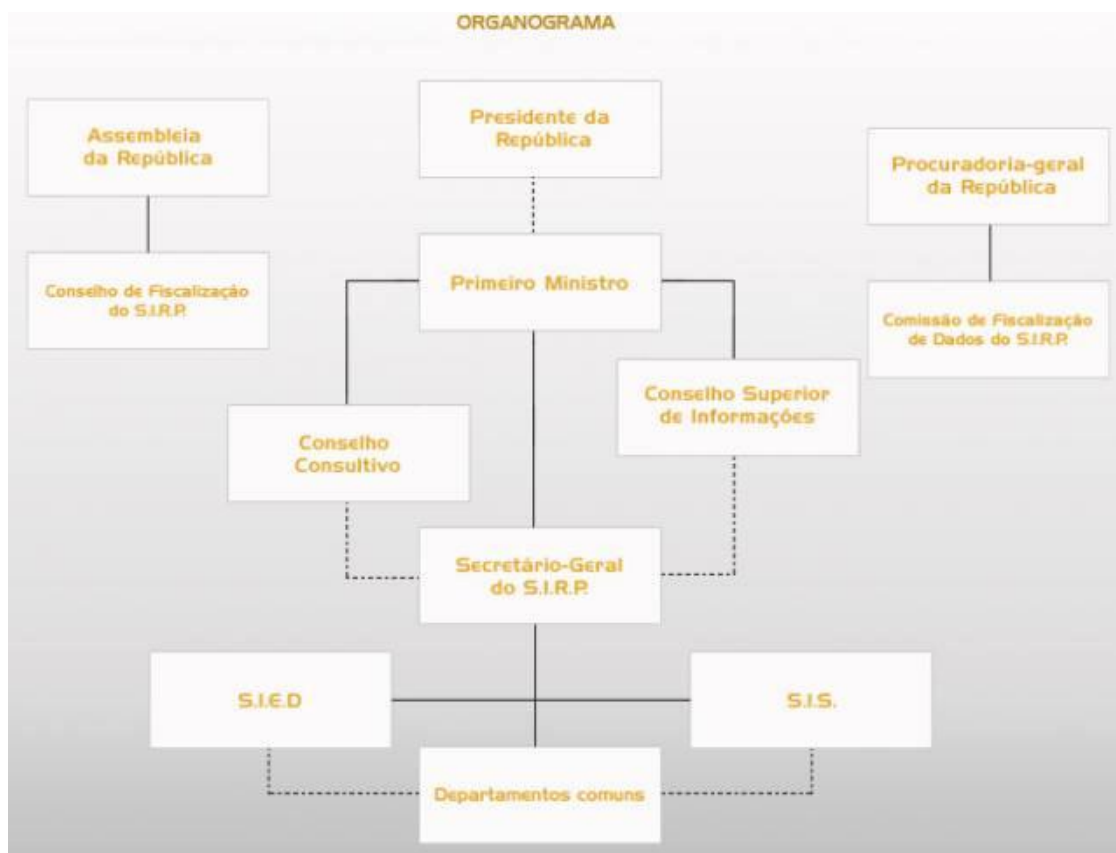 ORGANOGRAMA
Presidente da
República
Assembleia
da República
Procuradoria-geral
da República
Primeiro Ministro
Conselho de Fiscalização
do S.I.R.P.
Comissão de Fiscalização
de Dados do S.I.R.P.
Conselho Superior
de Informações
Conselho
Consultivo
Secretário-Geral
do S.I.R.P.
S.I.E.D
S.I.S.
Departamentos comuns